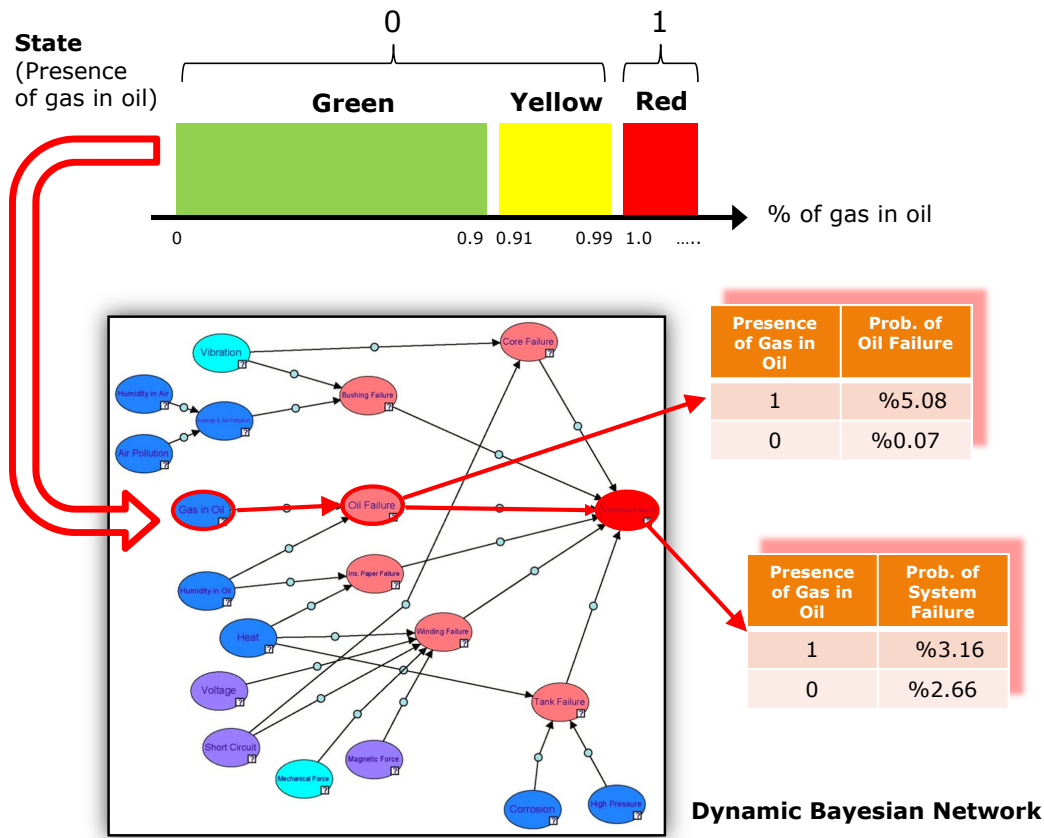 0
1
State
(Presence
of gas in oil)
Green
Yellow
Red
% of gas in oil
0
0.9
0.91
0.99
1.0
…..
Vibration
Core Failure
Humidity in Air
Bushing Failure
Air Pollution
Gas in Oil
Oil Failure
Ins. Paper Failure
Humidity in Oil
Heat
Winding Failure
Voltage
Tank Failure
Short Circuit
Magnetic Force
Mechanical Force
Corrosion
High Pressure
Presence
of Gas in
Oil
Prob. of
Oil Failure
1
%5.08
0
%0.07
Presence
of Gas in
Oil
Prob. of
System
Failure
1
%3.16
0
%2.66
Dynamic Bayesian Network